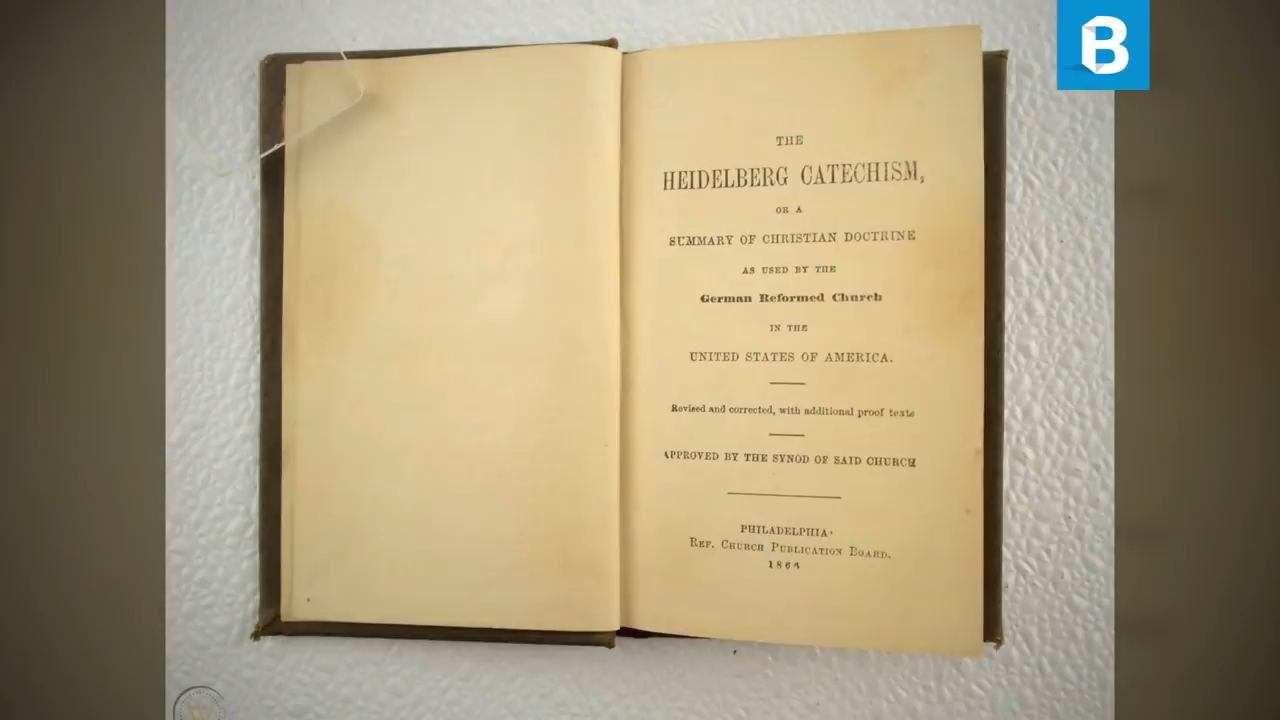 B
THE
HEIDELBERG CATECHISM,
OR A
SUMMARY OF CHRISTIAN DOCTRINE
AS USED BY THE
German Reformed Church
IN THE
UNITED STATES OF AMERICA.
Revised and corrected, with additional proof texts
APPROVED BY THE SYNOD OF SAID CHURCH
PHILADELPHIA.
REF. CHURCH PUBLICATION BOARD.
W